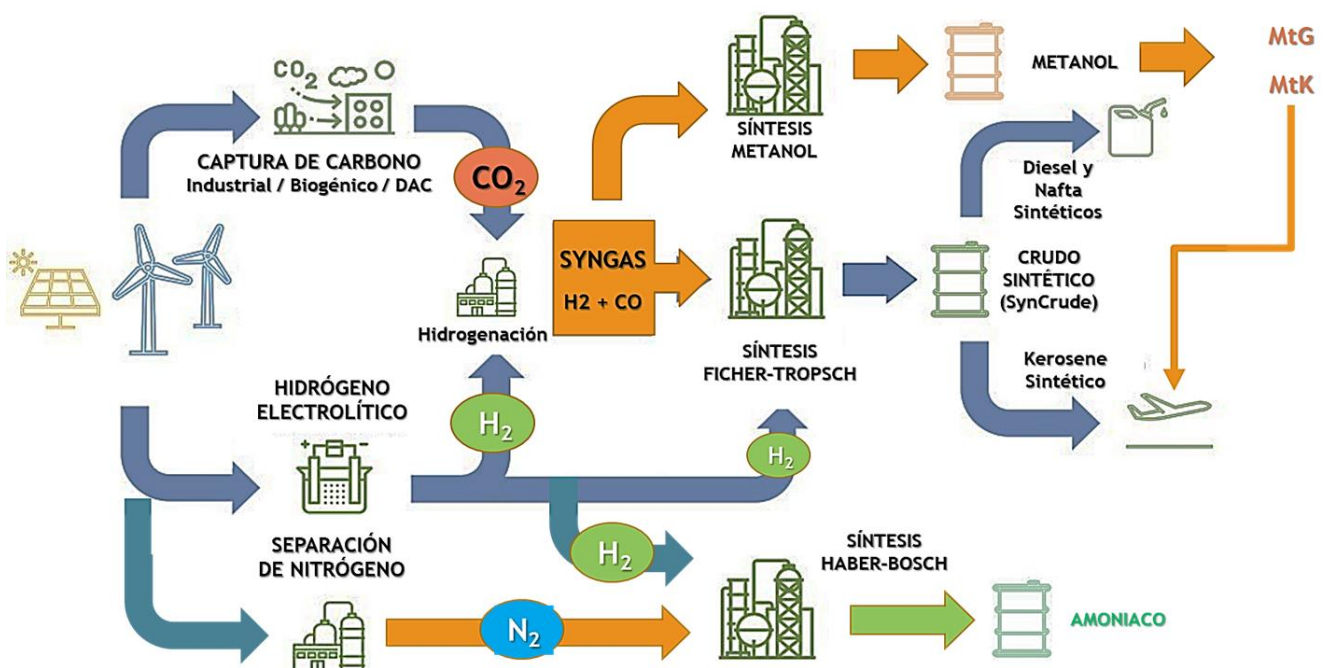 CO2
CAPTURA DE CARBONO
Industrial / Biogénico / DAC
CO2
Hidrogenación
HIDRÓGENO
ELECTROLÍTICO
H2
SEPARACIÓN
DE NITRÓGENO
N2
H2
H2
SYNGAS
H2 + CO
SÍNTESIS
METANOL
METANOL
MtG
MtK
SÍNTESIS
FICHER-TROPSCH
CRUDO
SINTÉTICO
(SynCrude)
Diesel y
Nafta
Sintéticos
Kerosene
Sintético
SÍNTESIS
HABER-BOSCH
AMONIACO